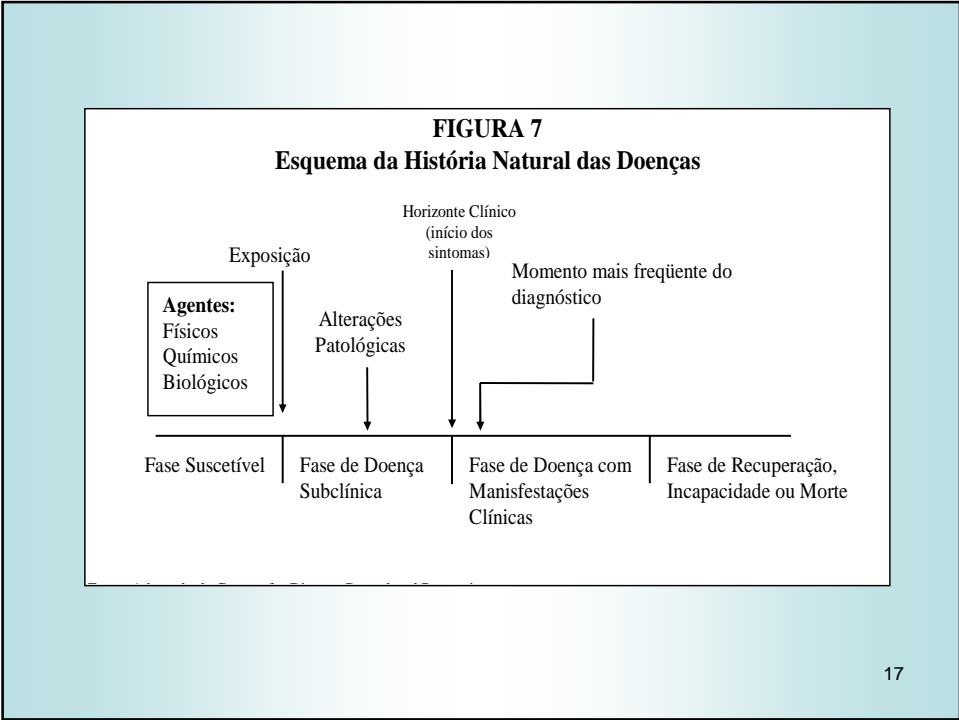 FIGURA 7
Esquema da História Natural das Doenças
Horizonte Clínico
(início dos
sintomas)
Exposição
Momento mais freqüente do
diagnóstico
Agentes:
Físicos
Químicos
Biológicos
Alterações
Patológicas
Fase Suscetível
Fase de Doença
Subclínica
Fase de Doença com
Manisfestações
Clínicas
Fase de Recuperação,
Incapacidade ou Morte
17